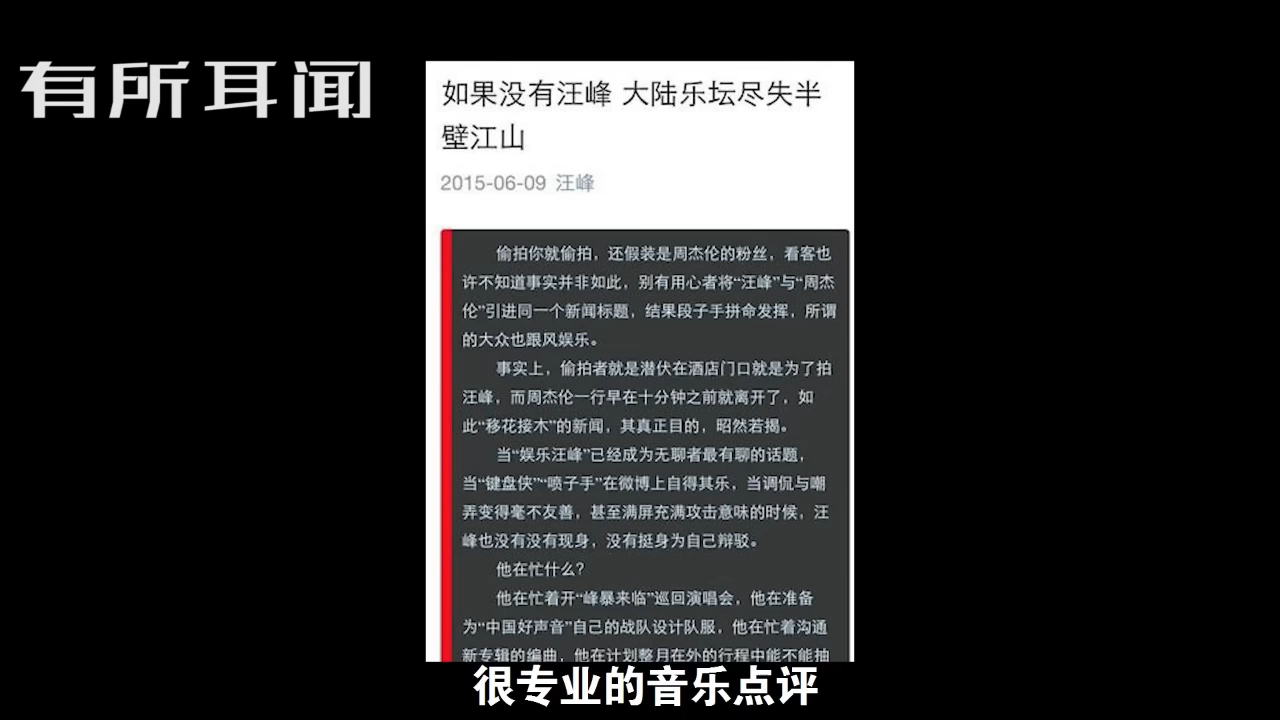 有所耳闻
如果没有汪峰 大陆乐坛尽失半
壁江山
2015-06-09 汪峰
偷拍你就偷拍，还假装是周杰伦的粉丝，看客也
许不知道事实并非如此，别有用心者将“汪峰”与“周杰
伦”引进同一个新闻标题，结果段子手拼命发挥，所谓
的大众也跟风娱乐。
事实上，偷拍者就是潜伏在酒店门口就是为了拍
汪峰，而周杰伦一行早在十分钟之前就离开了，如
此“移花接木”的新闻，其真正目的，昭然若揭。
当“娱乐汪峰”已经成为无聊者最有聊的话题，
当“键盘侠”“喷子手”在微博上自得其乐，当调侃与嘲
弄变得毫不友善，甚至满屏充满攻击意味的时候，汪
峰也没有没有现身，没有挺身为自己辩驳。
他在忙什么？
他在忙着开“峰暴来临”巡回演唱会，他在准备
为“中国好声音”自己的战队设计队服，他在忙着沟通
新专辑的编曲，他在计划整月在外的行程中能不能抽
很专业的音乐点评